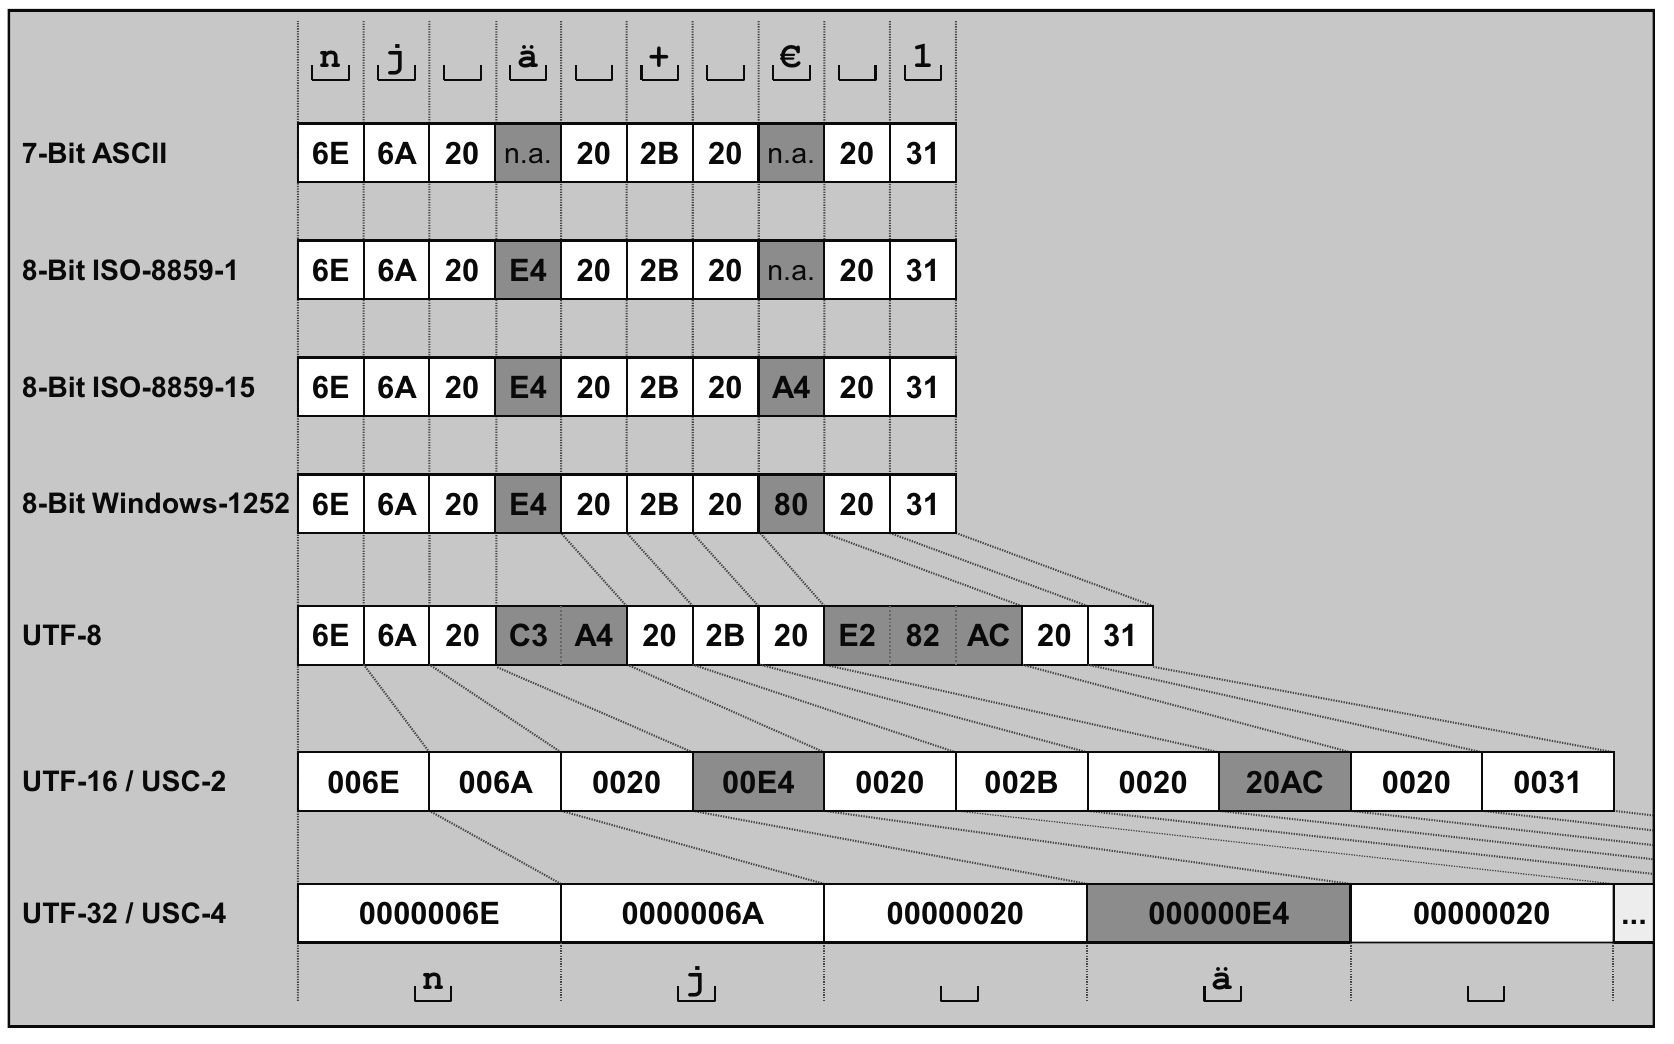 n j ä + € 1
7-Bit ASCII 6E 6A 20 n.a. 20 2B 20 n.a. 20 31
8-Bit ISO-8859-1 6E 6A 20 E4 20 2B 20 n.a. 20 31
8-Bit ISO-8859-15 6E 6A 20 E4 20 2B 20 A4 20 31
8-Bit Windows-1252 6E 6A 20 E4 20 2B 20 80 20 31
UTF-8 6E 6A 20 C3 A4 20 2B 20 E2 82 AC 20 31
UTF-16 / USC-2 006E 006A 0020 00E4 0020 002B 0020 20AC 0020 0031
UTF-32 / USC-4 0000006E 0000006A 00000020 000000E4 00000020 ...
n j ä